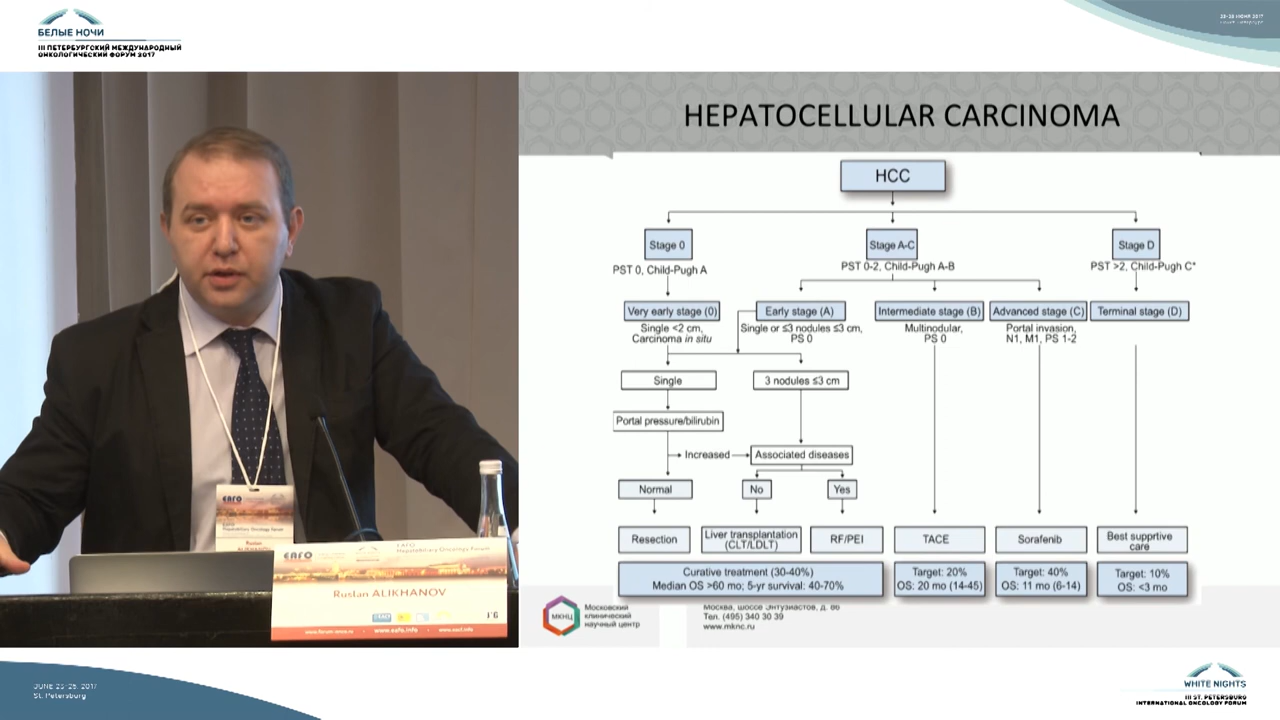 БЕЛЫЕ НОЧИ
III ПЕТЕРБУРГСКИЙ МЕЖДУНАРОДНЫЙ
ОНКОЛОГИЧЕСКИЙ ФОРУМ 2017
HEPATOCELLULAR CARCINOMA
HCC
Stage 0
Stage A-C
Stage D
PST 0, Child-Pugh A
PST 0-2, Child-Pugh A-B
PST >2, Child-Pugh C*
Very early stage (0)
Early stage (A)
Intermediate stage (B)
Advanced stage (C)
Terminal stage (D)
Single <2 cm,
Carcinoma in situ
Single or ≤3 nodules ≤3 cm,
PS 0
Multinodular,
PS 0
Portal invasion,
N1, M1, PS 1-2
Single
3 nodules ≤3 cm
Portal pressure/bilirubin
Increased
Associated diseases
Normal
No
Yes
Resection
Liver transplantation
(CLT/LDLT)
RF/PEI
TACE
Sorafenib
Best supprtive
care
Curative treatment (30-40%)
Median OS >60 mo; 5-yr survival: 40-70%
Target: 20%
OS: 20 mo (14-45)
Target: 40%
OS: 11 mo (6-14)
Target: 10%
OS: <3 mo
МКНЦ
Московский
клинический
научный центр
Москва, шоссе Энтузиастов, д. 86
Тел. (495) 340 30 39
www.mknc.ru
Hepatobiliary Oncology Forum
Ruslan
EAFO
Hepatobiliary Oncology Forum
Ruslan ALIKHANOV
www.eafo.info
JUNE 23-25, 2017
St. Petersburg
WHITE NIGHTS
III ST. PETERSBURG
INTERNATIONAL ONCOLOGY FORUM